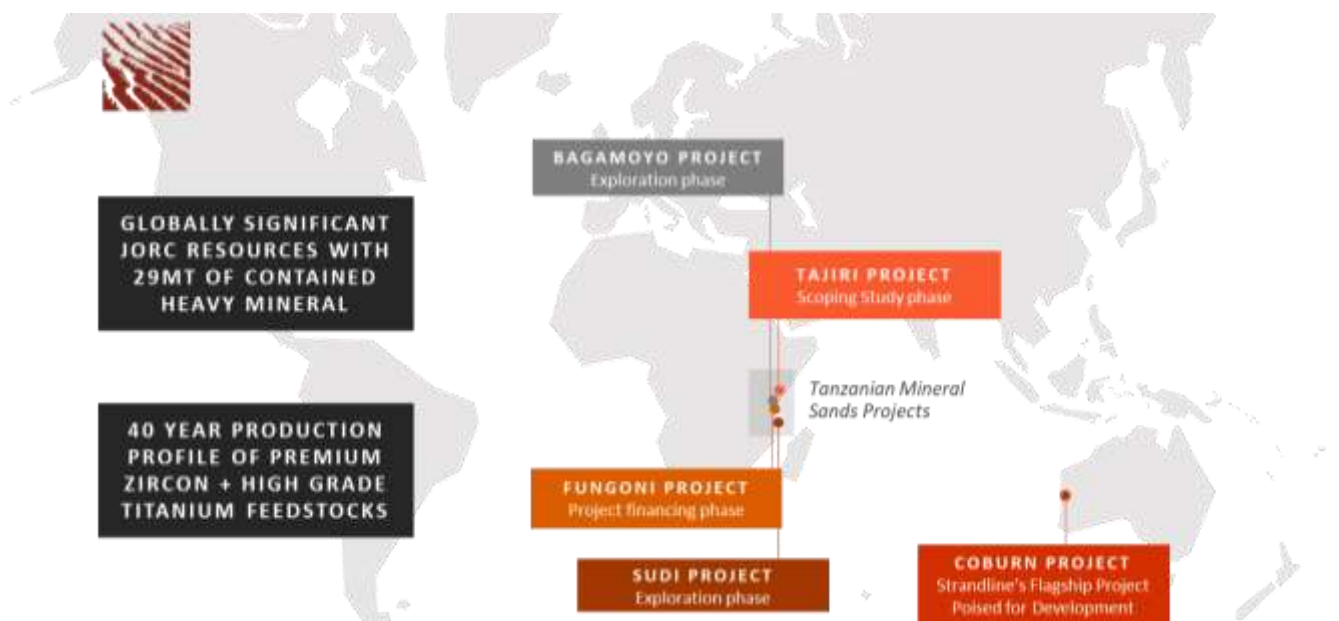 BAGAMOYO PROJECT
Exploration phase
GLOBALLY SIGNIFICANT
JORC RESOURCES WITH
29MT OF CONTAINED
HEAVY MINERAL
TAJIRI PROJECT
Scoping Study phase
Tanzanian Mineral
Sands Projects
40 YEAR PRODUCTION
PROFILE OF PREMIUM
ZIRCON + HIGH GRADE
TITANIUM FEEDSTOCKS
FUNGONI PROJECT
Project financing phase
SUDI PROJECT
Exploration phase
COBURN PROJECT
Strandline's Flagship Project
Poised for Development